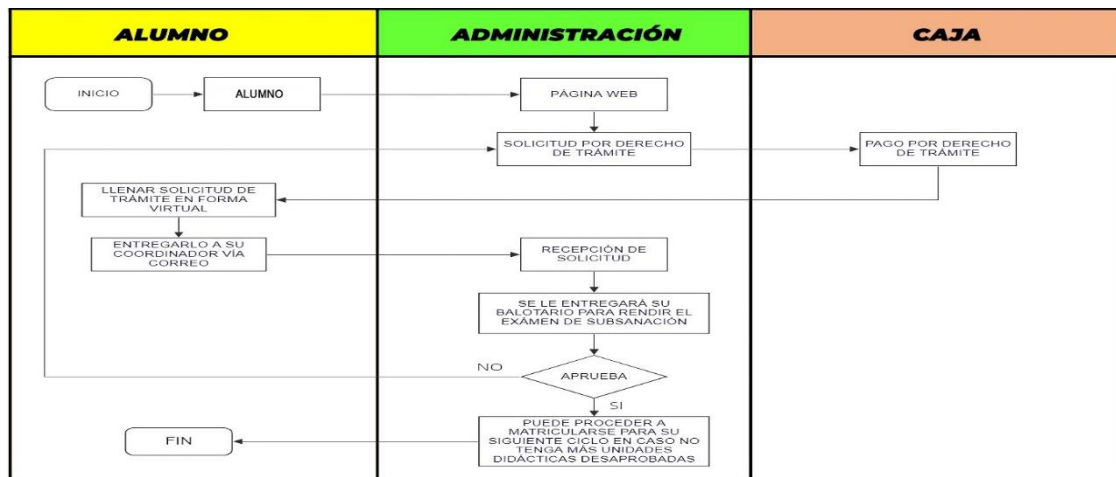 ALUMNO
ADMINISTRACIÓN
CAJA
INICIO
ALUMNO
PÁGINA WEB
SOLICITUD POR DERECHO
DE TRÁMITE
PAGO POR DERECHO
DE TRÁMITE
LLENAR SOLICITUD DE
TRÁMITE EN FORMA
VIRTUAL
ENTREGARLO A SU
COORDINADOR VÍA
CORREO
RECEPCIÓN DE
SOLICITUD
SE LE ENTREGARÁ SU
BALOTARIO PARA RENDIR EL
EXÁMEN DE SUBSANACIÓN
NO
APRUEBA
SI
PUEDE PROCEDER A
MATRICULARSE PARA SU
SIGUIENTE CICLO EN CASO NO
TENGA MÁS UNIDADES
DIDÁCTICAS DESAPROBADAS
FIN